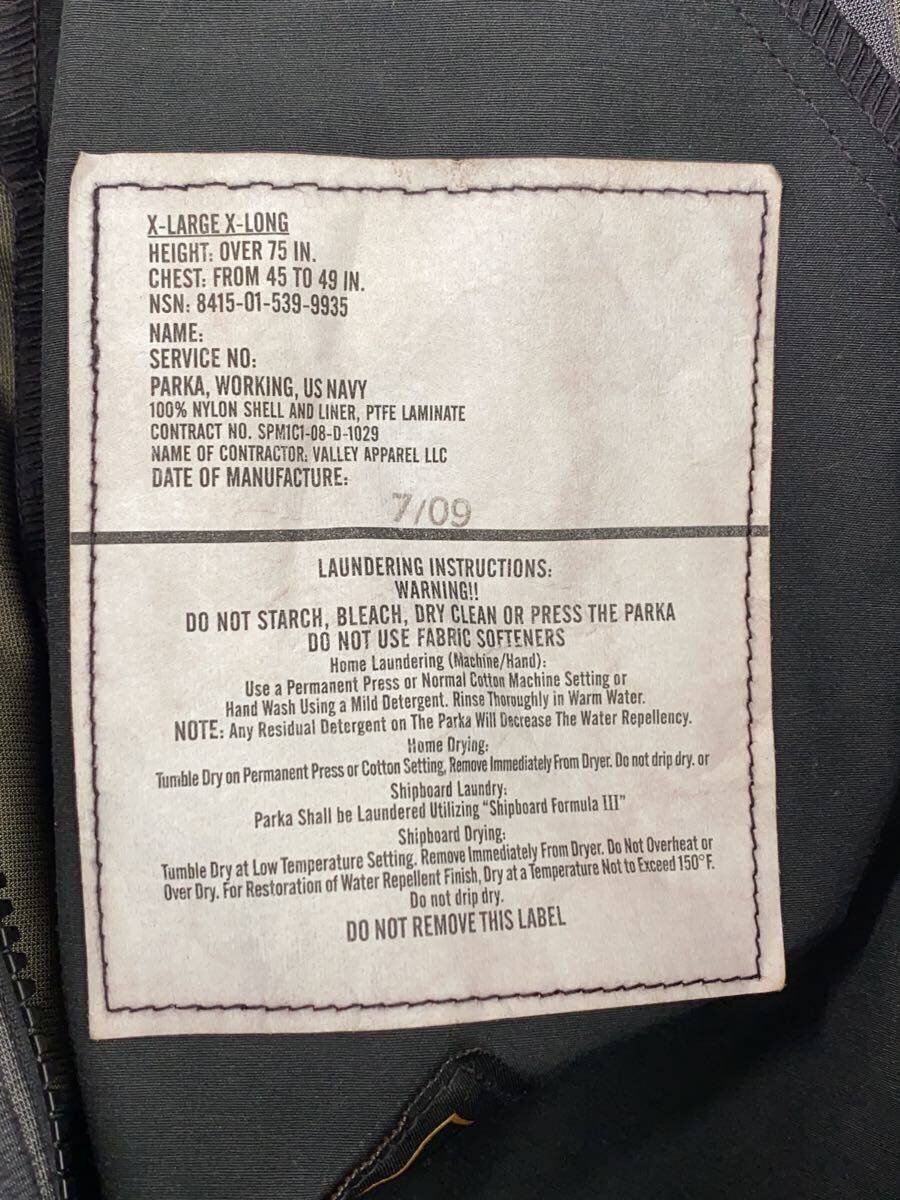 X-LARGE X-LONG
HEIGHT: OVER 75 IN.
CHEST: FROM 45 TO 49 IN.
NSN: 8415-01-539-9935
NAME:
SERVICE NO:
PARKA, WORKING, US NAVY
100% NYLON SHELL AND LINER, PTFE LAMINATE
CONTRACT NO. SPM1C1-08-D-1029
NAME OF CONTRACTOR: VALLEY APPAREL LLC
DATE OF MANUFACTURE:
7/09
LAUNDERING INSTRUCTIONS:
WARNING!!
DO NOT STARCH, BLEACH, DRY CLEAN OR PRESS THE PARKA
DO NOT USE FABRIC SOFTENERS
Home Laundering (Machine/Hand):
Use a Permanent Press or Normal Cotton Machine Setting or
Hand Wash Using a Mild Detergent. Rinse Thoroughly in Warm Water.
NOTE: Any Residual Detergent on The Parka Will Decrease The Water Repellency.
Home Drying:
Tumble Dry on Permanent Press or Cotton Setting, Remove Immediately From Dryer. Do not drip dry. or
Shipboard Laundry:
Parka Shall be Laundered Utilizing "Shipboard Formula III"
Shipboard Drying:
Tumble Dry at Low Temperature Setting. Remove Immediately From Dryer. Do Not Overheat or
Over Dry. For Restoration of Water Repellent Finish, Dry at a Temperature Not to Exceed 150° F.
Do not drip dry.
DO NOT REMOVE THIS LABEL